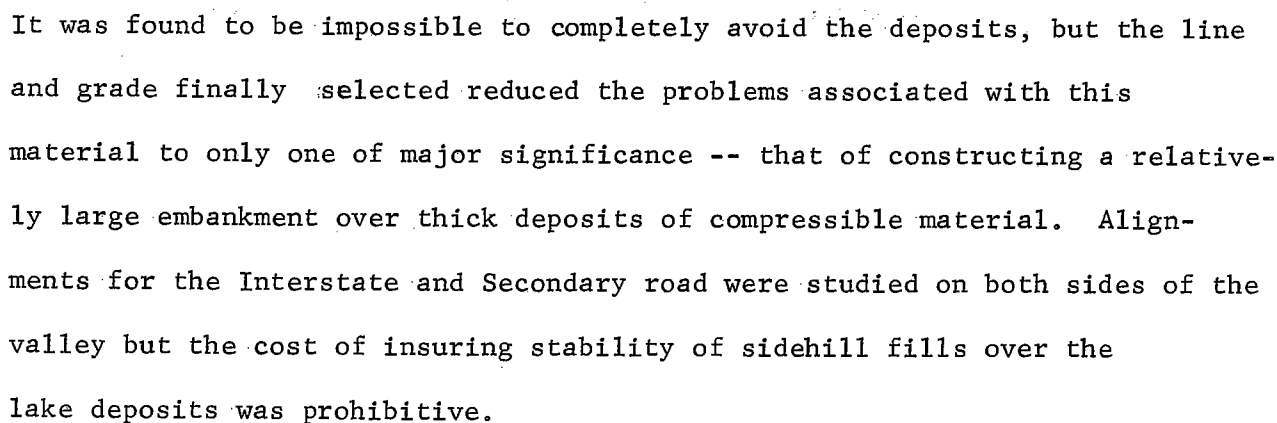 It was found to be impossible to completely avoid the deposits, but the line
and grade finally selected reduced the problems associated with this
material to only one of major significance -- that of constructing a relative-
ly large embankment over thick deposits of compressible material. Align-
ments for the Interstate and Secondary road were studied on both sides of the
valley but the cost of insuring stability of sidehill fills over the
lake deposits was prohibitive.